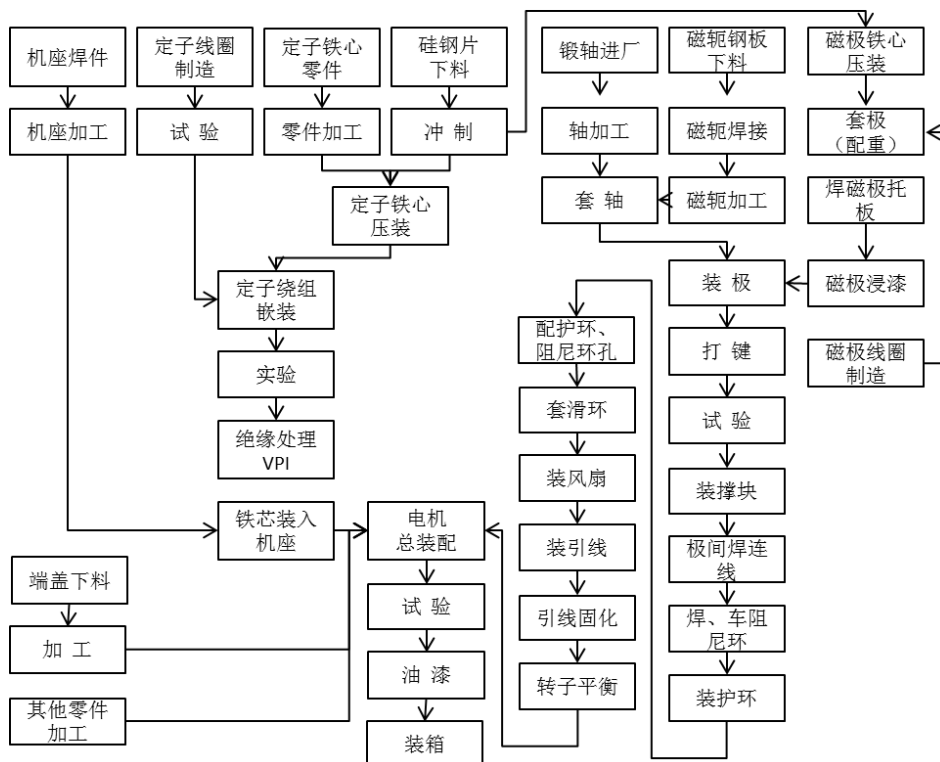 机座焊件
定子线圈
制造
定子铁心
零件
硅钢片
下料
锻轴进厂
磁轭钢板
下料
磁极铁心
压装
机座加工
试 验
零件加工
冲 制
轴加工
磁轭焊接
套极
（配重）
定子铁心
压装
套 轴
磁轭加工
焊磁极托
板
定子绕组
嵌装
装 极
磁极浸漆
配护环、
阻尼环孔
打 键
磁极线圈
制造
实验
套滑环
试 验
绝缘处理
VPI
装风扇
装撑块
铁芯装入
机座
电机
总装配
装引线
极间焊连
线
端盖下料
试 验
引线固化
焊、车阻
尼环
加 工
油 漆
转子平衡
装护环
其他零件
加工
装箱